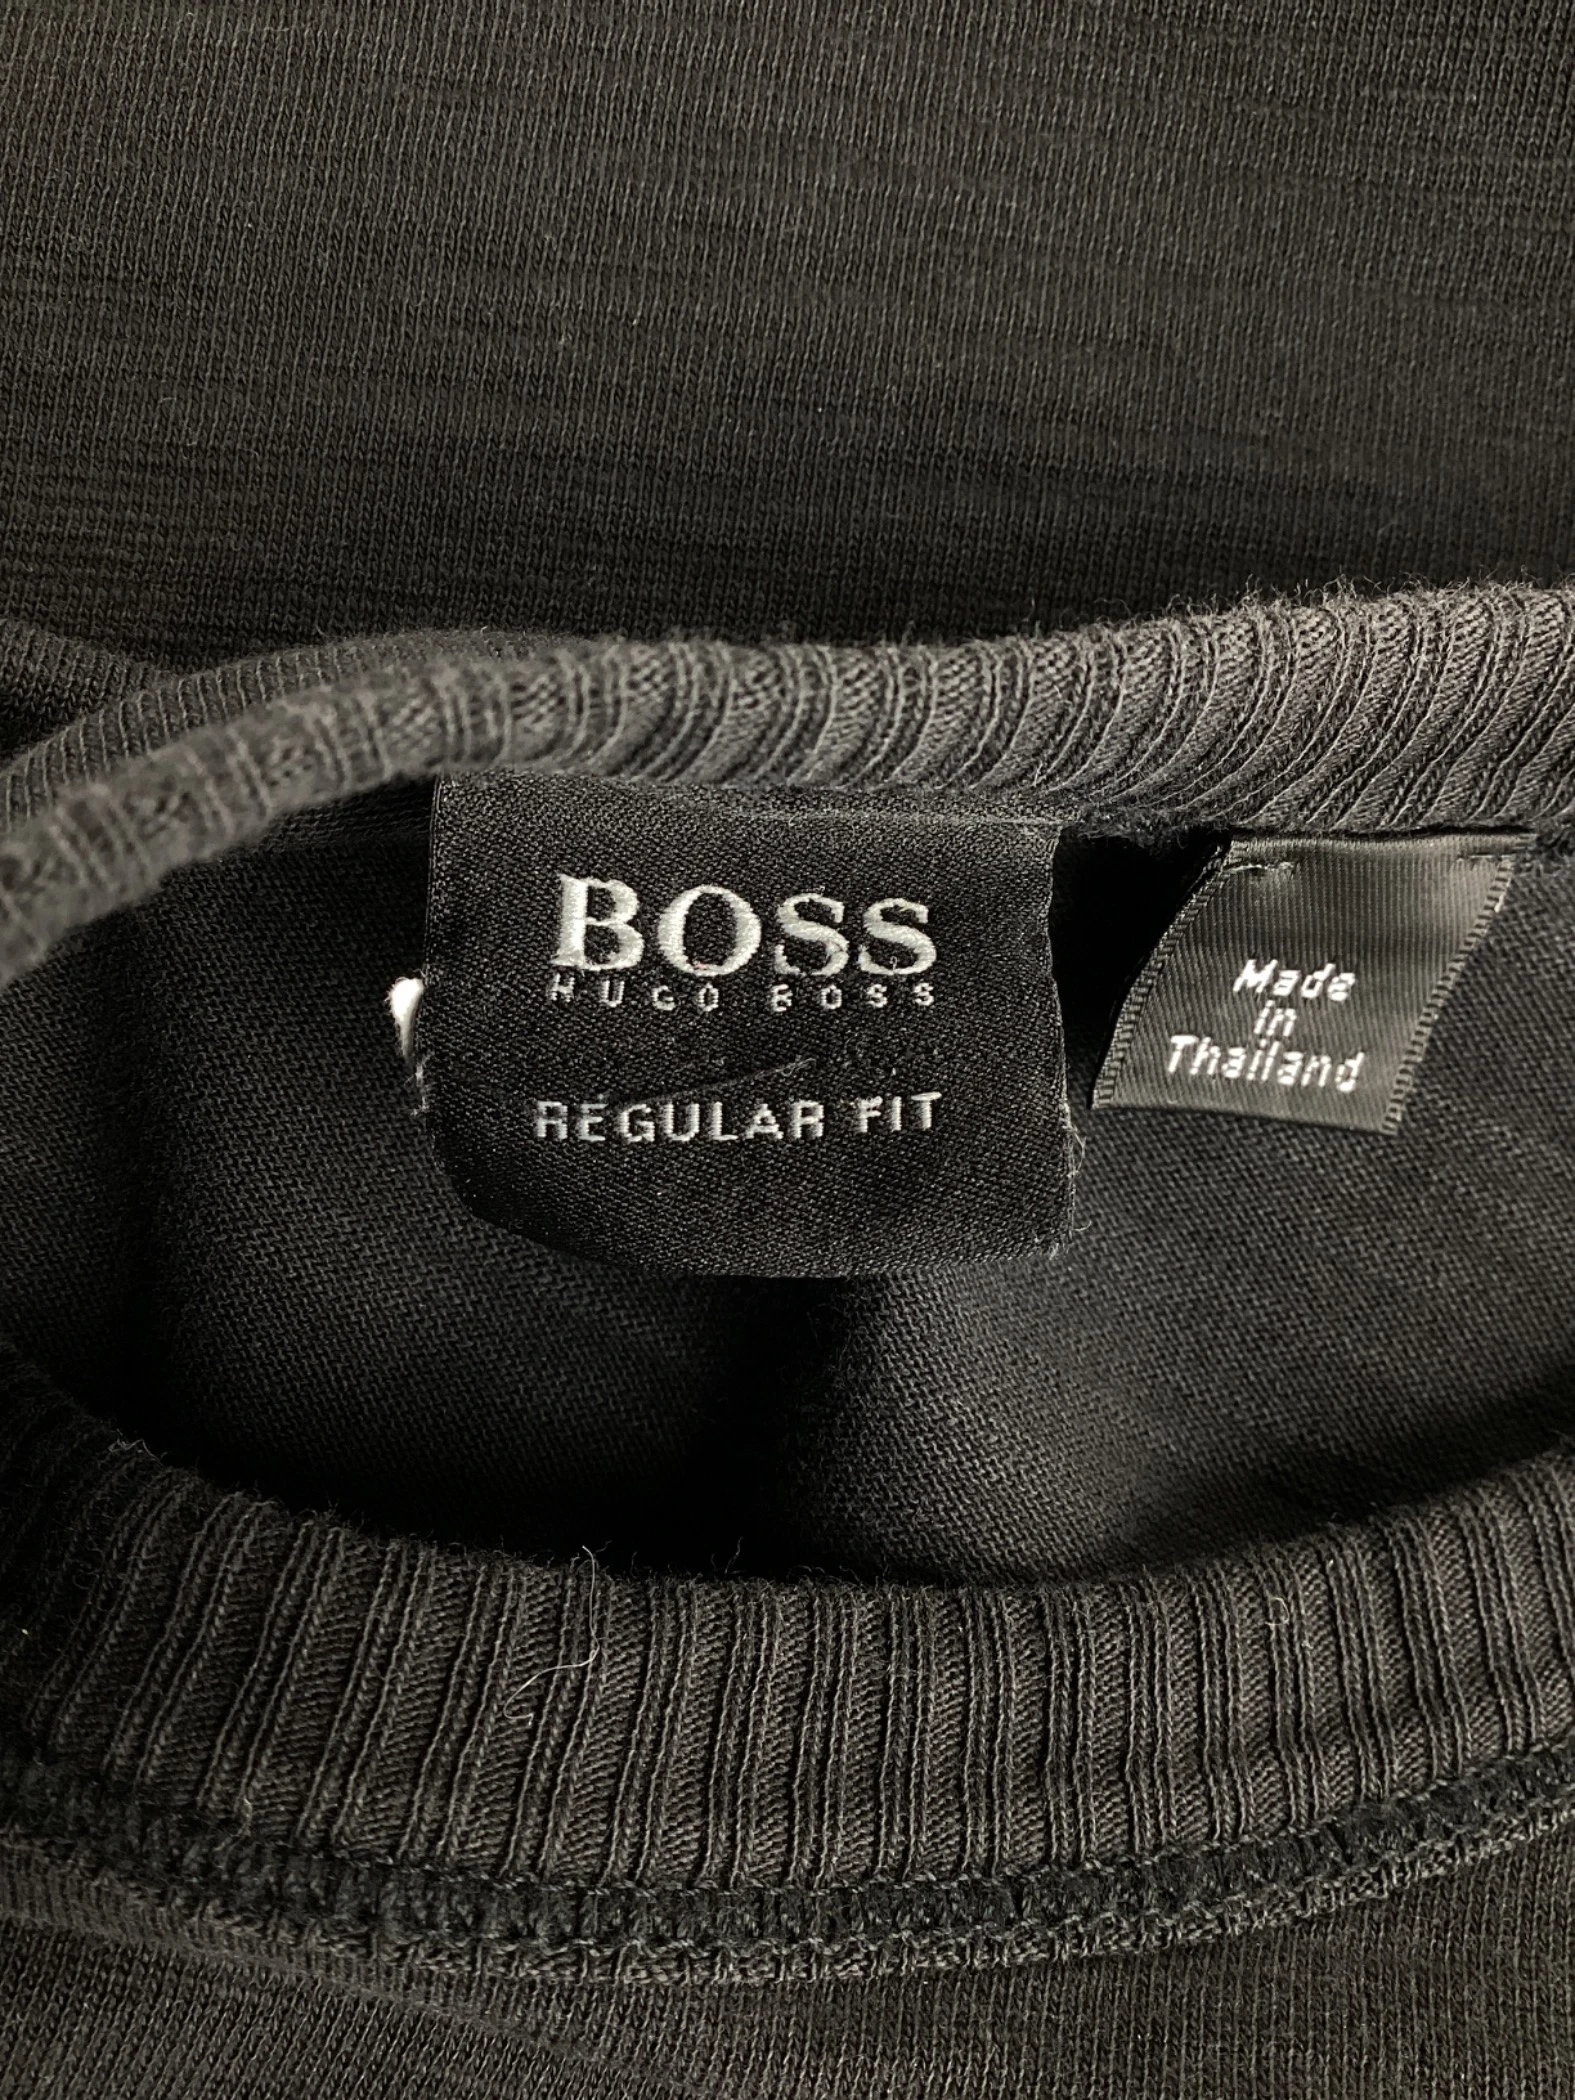 BOSS
HUGO BOSS
REGULAR FIT
Made
in
Thailand